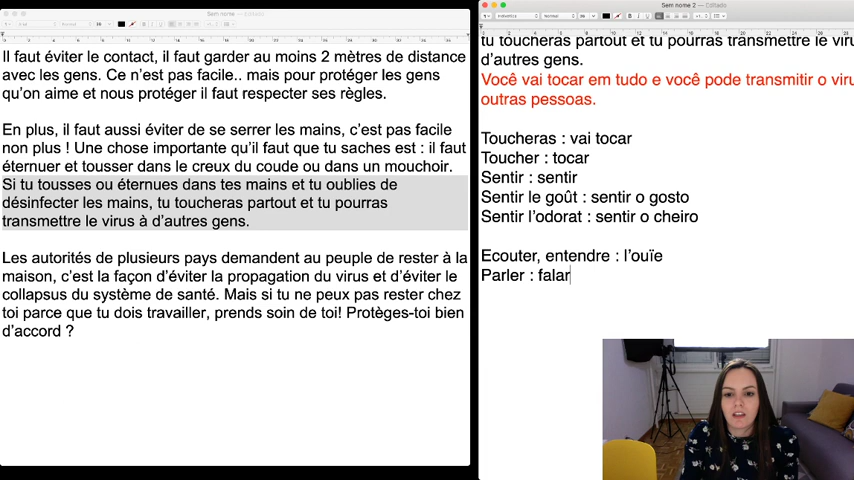 Sem nome — Editado
Il faut éviter le contact, il faut garder au moins 2 mètres de distance
avec les gens. Ce n'est pas facile.. mais pour protéger les gens
qu'on aime et nous protéger il faut respecter ses règles.
En plus, il faut aussi éviter de se serrer les mains, c'est pas facile
non plus ! Une chose importante qu'il faut que tu saches est : il faut
éternuer et tousser dans le creux du coude ou dans un mouchoir.
Si tu tousses ou éternues dans tes mains et tu oublies de
désinfecter les mains, tu toucheras partout et tu pourras
transmettre le virus à d'autres gens.
Les autorités de plusieurs pays demandent au peuple de rester à la
maison, c'est la façon d'éviter la propagation du virus et d'éviter le
collapsus du système de santé. Mais si tu ne peux pas rester chez
toi parce que tu dois travailler, prends soin de toi! Protèges-toi bien
d'accord ?
Sem nome 2 — Editado
tu toucheras partout et tu pourras transmettre le viru
d'autres gens.
Você vai tocar em tudo e você pode transmitir o viru
outras pessoas.
Toucheras : vai tocar
Toucher : tocar
Sentir : sentir
Sentir le goût : sentir o gosto
Sentir l'odorat : sentir o cheiro
Ecouter, entendre : l'ouïe
Parler : falar